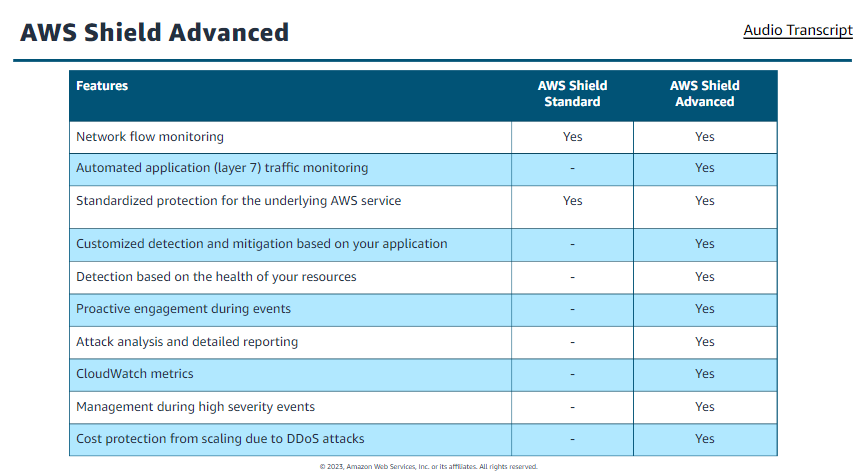 AWS Shield Advanced
Audio Transcript
Features AWS Shield Standard AWS Shield Advanced
Network flow monitoring Yes Yes
Automated application (layer 7) traffic monitoring - Yes
Standardized protection for the underlying AWS service Yes Yes
Customized detection and mitigation based on your application - Yes
Detection based on the health of your resources - Yes
Proactive engagement during events - Yes
Attack analysis and detailed reporting - Yes
CloudWatch metrics - Yes
Management during high severity events - Yes
Cost protection from scaling due to DDoS attacks - Yes
© 2023, Amazon Web Services, Inc. or its affiliates. All rights reserved.